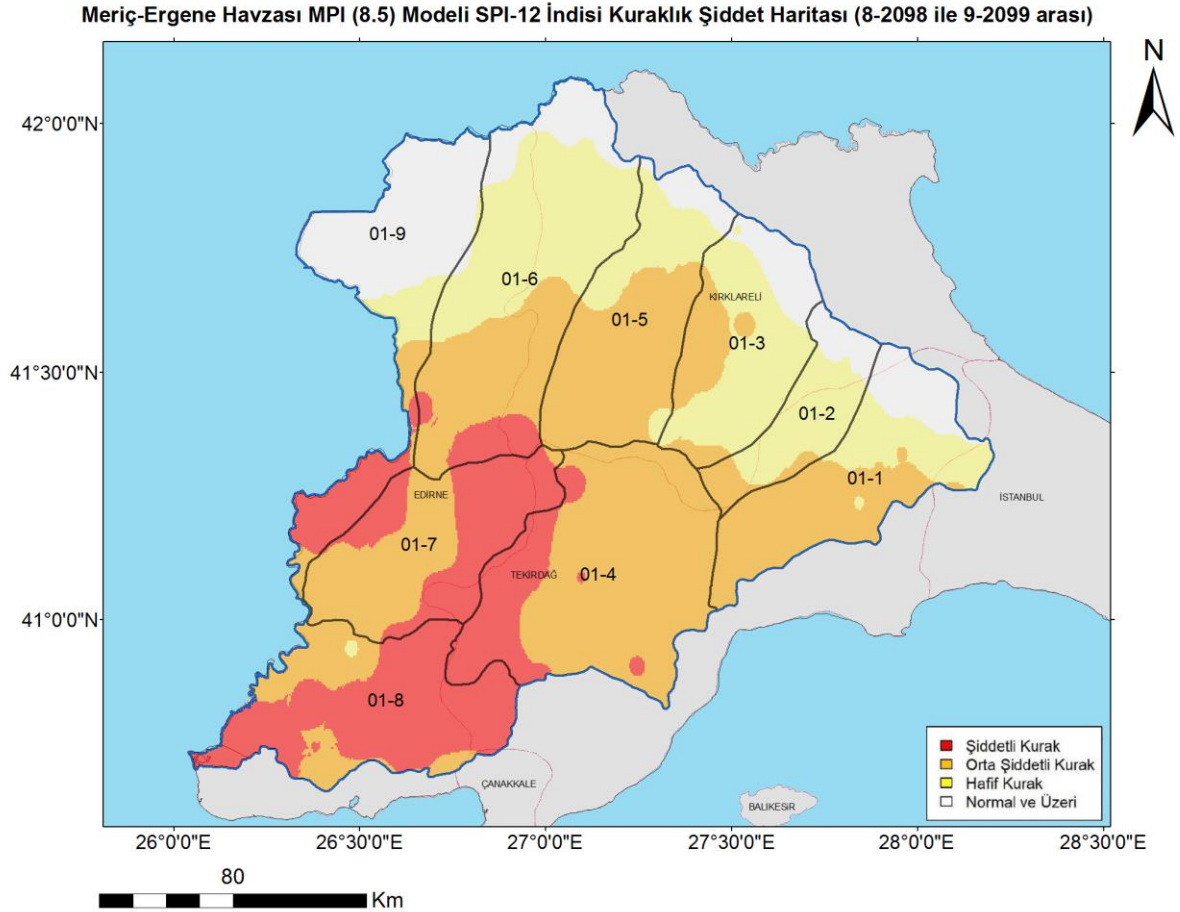 Meriç-Ergene Havzası MPI (8.5) Modeli SPI-12 İndisi Kuraklık Şiddet Haritası (8-2098 ile 9-2099 arası)
N
42°0'0"N
01-9
01-6
KIRKLARELİ
01-5
01-3
41°30'0"N
01-2
01-1
EDİRNE
İSTANBUL
01-7
TEKİRDAĞ
01-4
41°0'0"N
01-8
ÇANAKKALE
BALIKESİR
Şiddetli Kurak
Orta Şiddetli Kurak
Hafif Kurak
Normal ve Üzeri
26°0'0"E
26°30'0"E
27°0'0"E
27°30'0"E
28°0'0"E
28°30'0"E
80
Km